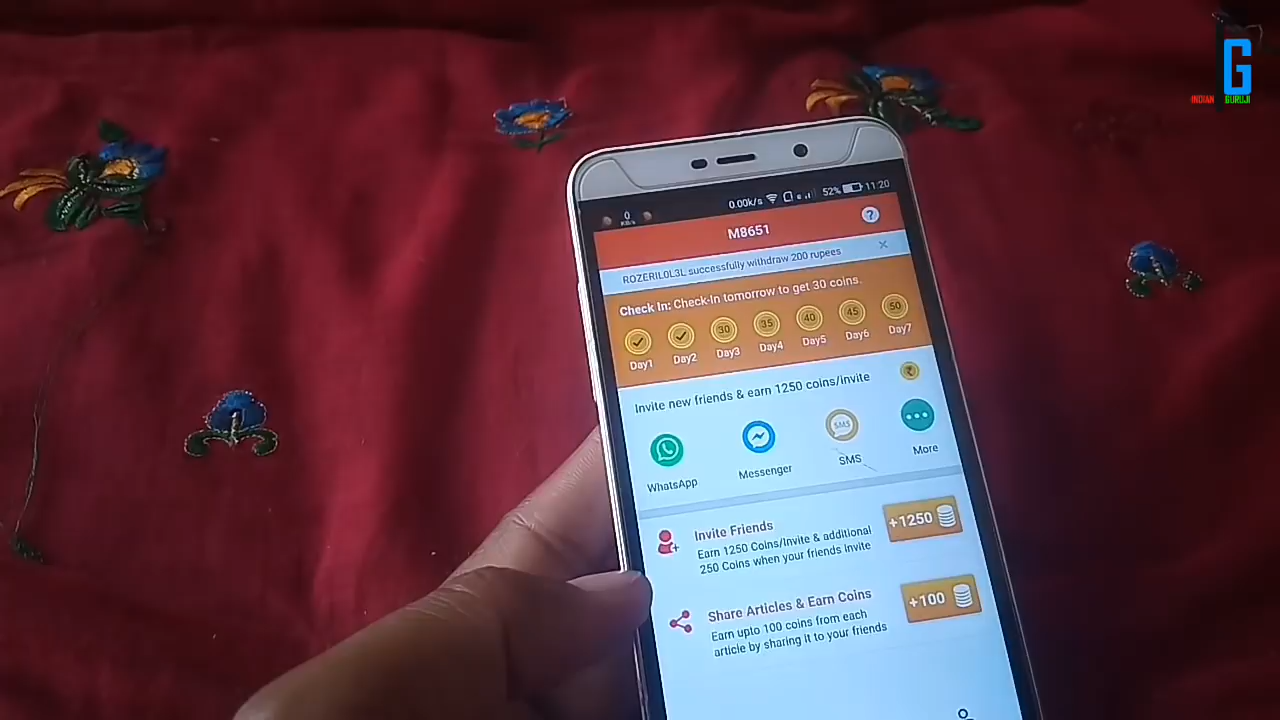 G
INDIAN GURUJI
0.00k/s 52% 11:20
0
KB/s
M8651
?
ROZERIL0L3L successfully withdraw 200 rupees
Check In: Check-In tomorrow to get 30 coins.
30 35 40 45 50
Day1 Day2 Day3 Day4 Day5 Day6 Day7
Invite new friends & earn 1250 coins/invite
₹
SMS
WhatsApp Messenger SMS More
Invite Friends
Earn 1250 Coins/Invite & additional
250 Coins when your friends invite
+1250
Share Articles & Earn Coins
Earn upto 100 coins from each
article by sharing it to your friends
+100